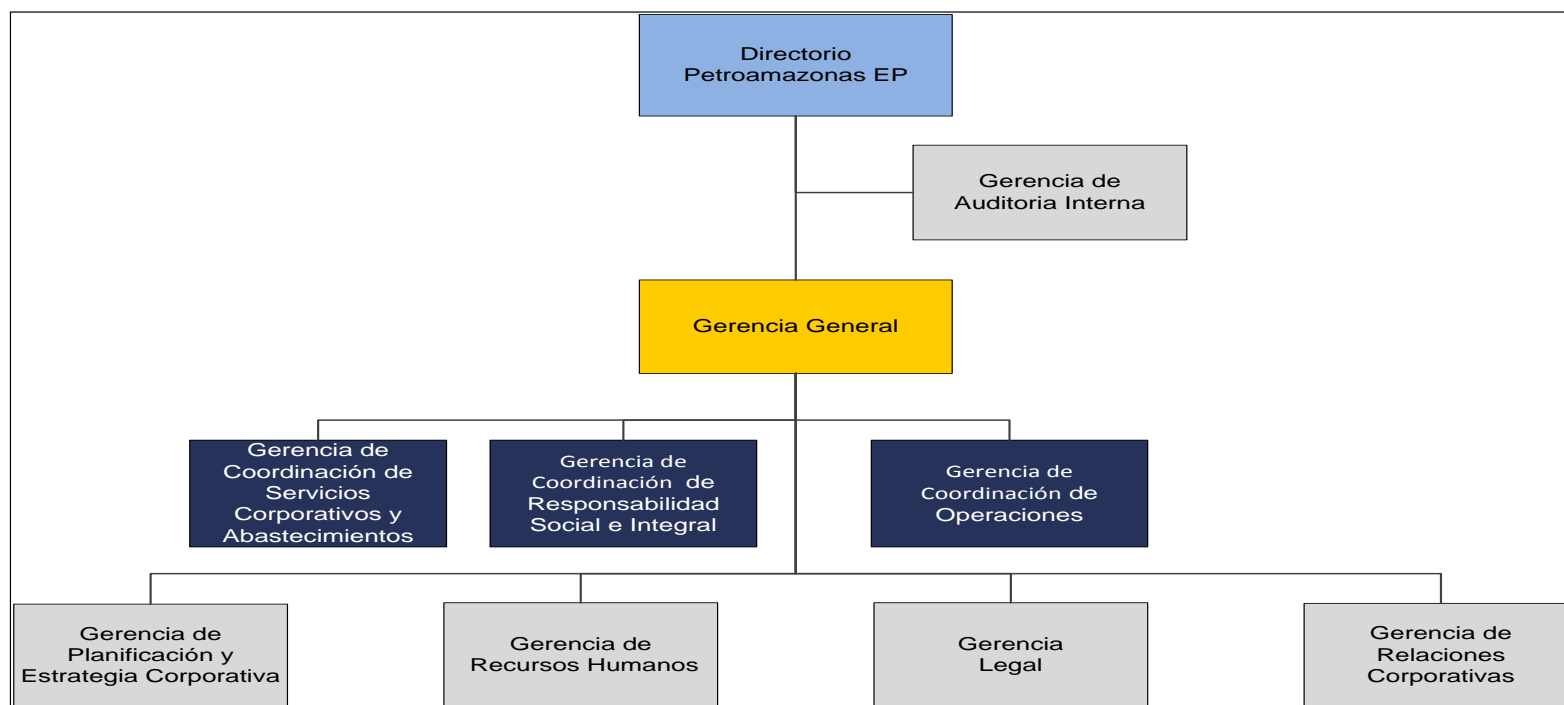 Directorio
Petroamazonas EP
Gerencia de
Auditoria Interna
Gerencia General
Gerencia de
Coordinación de
Servicios
Corporativos y
Abastecimientos
Gerencia de
Coordinación de
Responsabilidad
Social e Integral
Gerencia de
Coordinación de
Operaciones
Gerencia de
Planificación y
Estrategia Corporativa
Gerencia de
Recursos Humanos
Gerencia
Legal
Gerencia de
Relaciones
Corporativas